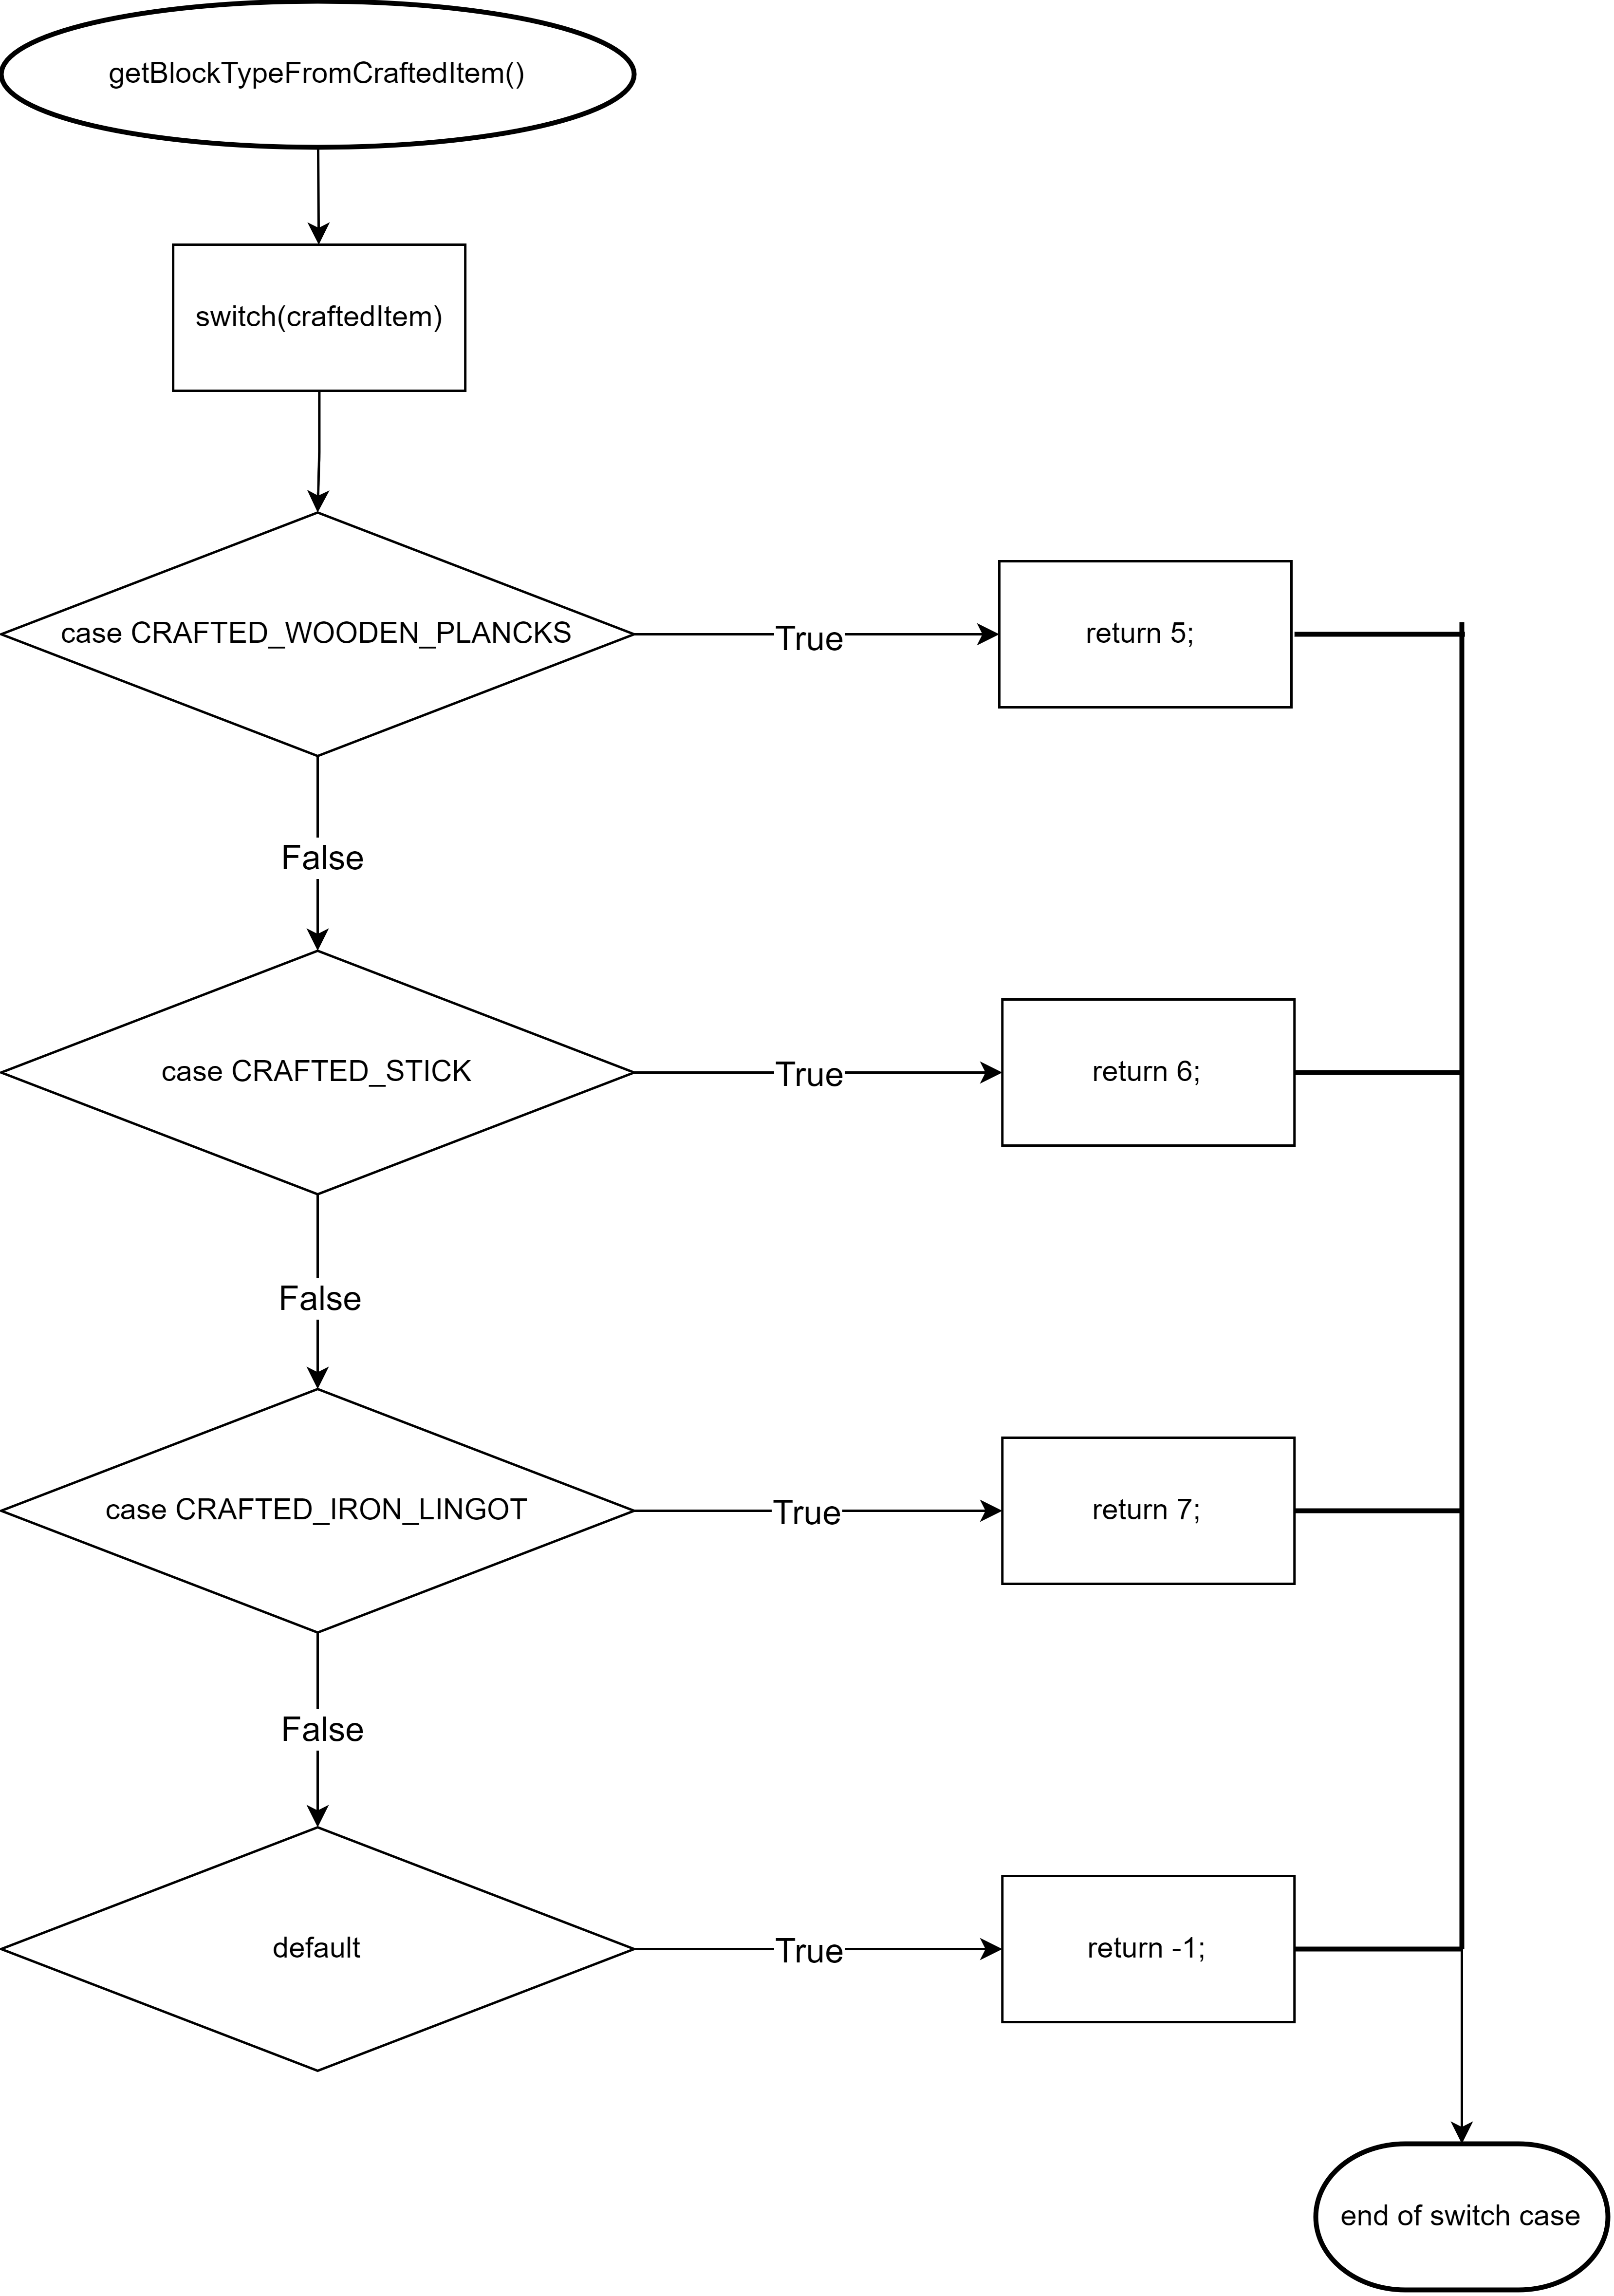 getBlockTypeFromCraftedItem()
switch(craftedItem)
case CRAFTED_WOODEN_PLANCKS
True
return 5;
False
case CRAFTED_STICK
True
return 6;
False
case CRAFTED_IRON_LINGOT
True
return 7;
False
default
True
return -1;
end of switch case